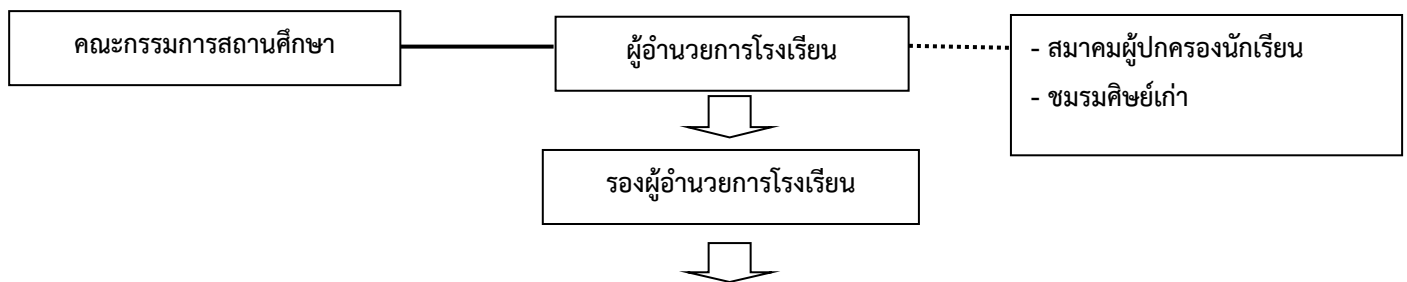 คณะกรรมการสถานศึกษา
ผู้อำนวยการโรงเรียน
- สมาคมผู้ปกครองนักเรียน
- ชมรมศิษย์เก่า
รองผู้อำนวยการโรงเรียน